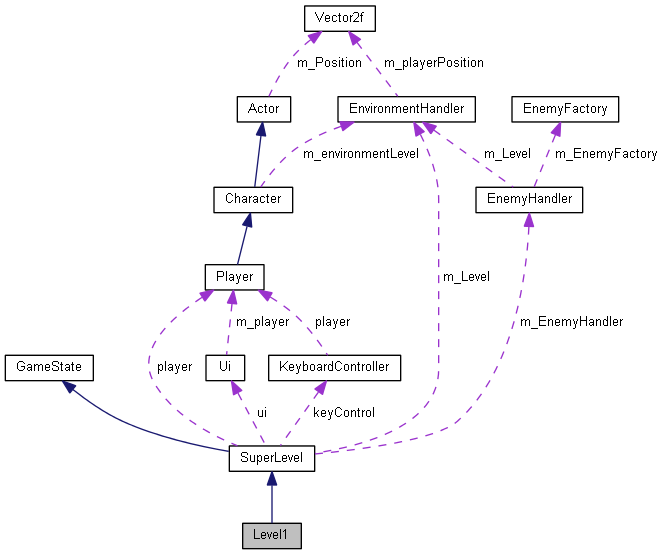 Vector2f
m_Position
m_playerPosition
Actor
EnvironmentHandler
EnemyFactory
m_environmentLevel
m_Level
m_EnemyFactory
Character
EnemyHandler
Player
m_Level
m_player
player
m_EnemyHandler
GameState
player
Ui
KeyboardController
ui
keyControl
SuperLevel
Level1